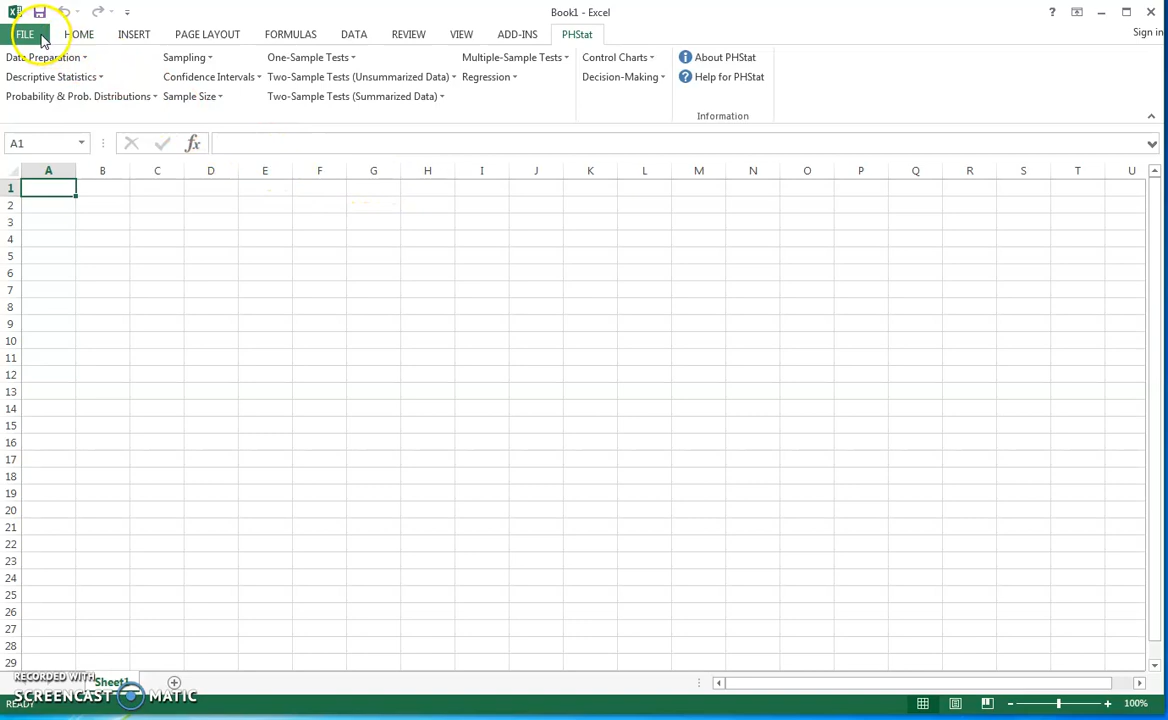 Book1 - Excel
?
FILE HOME INSERT PAGE LAYOUT FORMULAS DATA REVIEW VIEW ADD-INS PHStat Sign in
Data Preparation Sampling One-Sample Tests Multiple-Sample Tests Control Charts About PHStat
Descriptive Statistics Confidence Intervals Two-Sample Tests (Unsummarized Data) Regression Decision-Making Help for PHStat
Probability & Prob. Distributions Sample Size Two-Sample Tests (Summarized Data)
Information
A1 fx
A B C D E F G H I J K L M N O P Q R S T U
1
2
3
4
5
6
7
8
9
10
11
12
13
14
15
16
17
18
19
20
21
22
23
24
25
26
27
28
29
RECORDED WITH
Sheet1
SCREENCAST MATIC
READY 100%